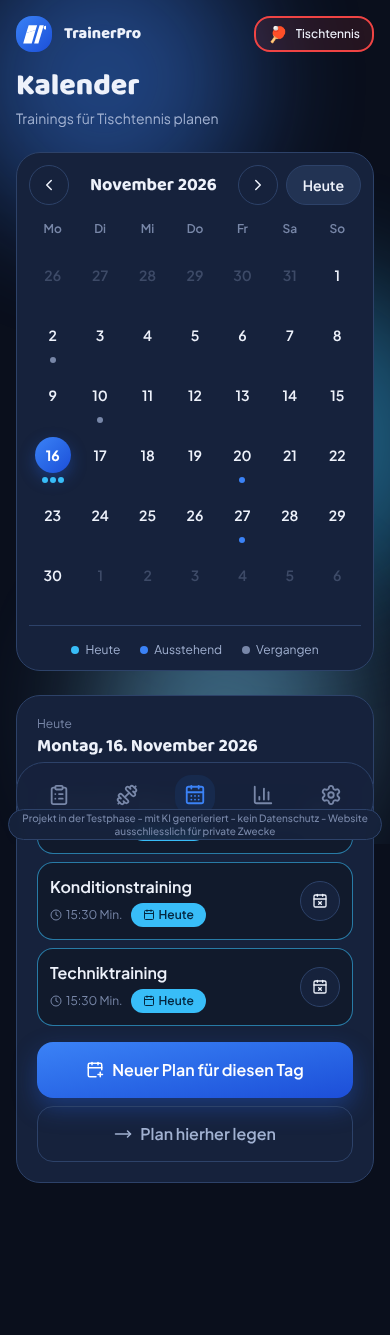 TrainerPro
Tischtennis
Kalender
Trainings für Tischtennis planen
November 2026
Heute
Mo Di Mi Do Fr Sa So
26 27 28 29 30 31 1
2 3 4 5 6 7 8
9 10 11 12 13 14 15
16 17 18 19 20 21 22
23 24 25 26 27 28 29
30 1 2 3 4 5 6
Heute Ausstehend Vergangen
Heute
Montag, 16. November 2026
Projekt in der Testphase – mit KI generieriert – kein Datenschutz – Website
ausschliesslich für private Zwecke
Konditionstraining
15:30 Min. Heute
Techniktraining
15:30 Min. Heute
Neuer Plan für diesen Tag
Plan hierher legen